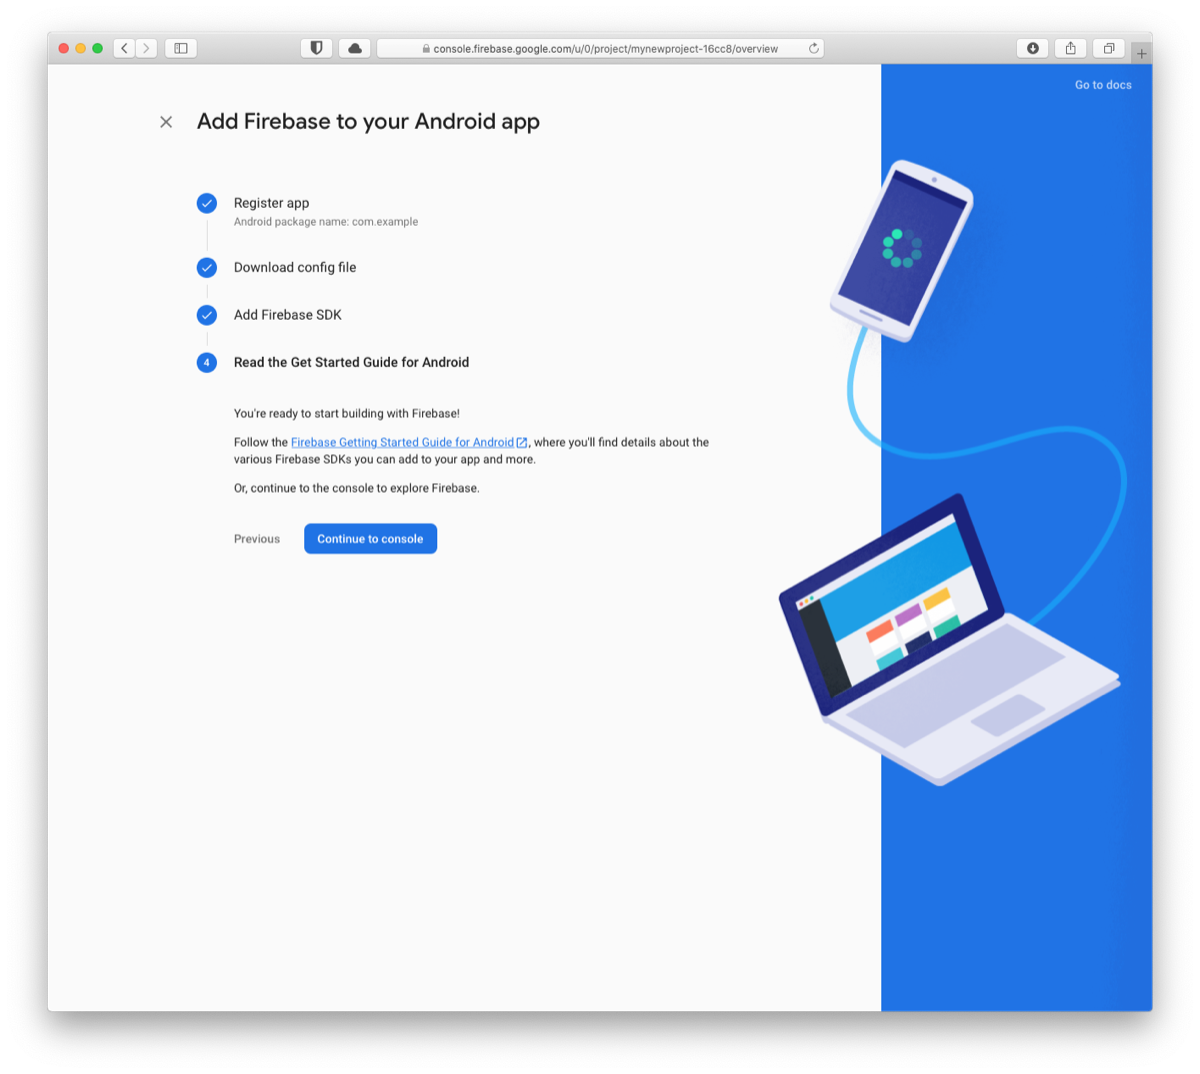 console.firebase.google.com/u/0/project/mynewproject-16cc8/overview
Go to docs
Add Firebase to your Android app
Register app
Android package name: com.example
Download config file
Add Firebase SDK
4 Read the Get Started Guide for Android
You're ready to start building with Firebase!
Follow the Firebase Getting Started Guide for Android, where you'll find details about the
various Firebase SDKs you can add to your app and more.
Or, continue to the console to explore Firebase.
Previous Continue to console